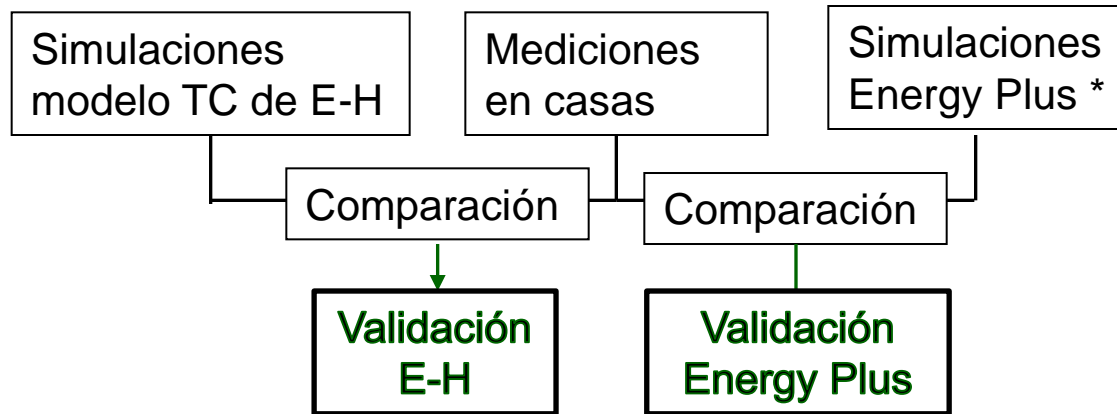 Simulaciones
modelo TC de E-H
Mediciones
en casas
Simulaciones
Energy Plus *
Comparación
Comparación
Validación
E-H
Validación
Energy Plus